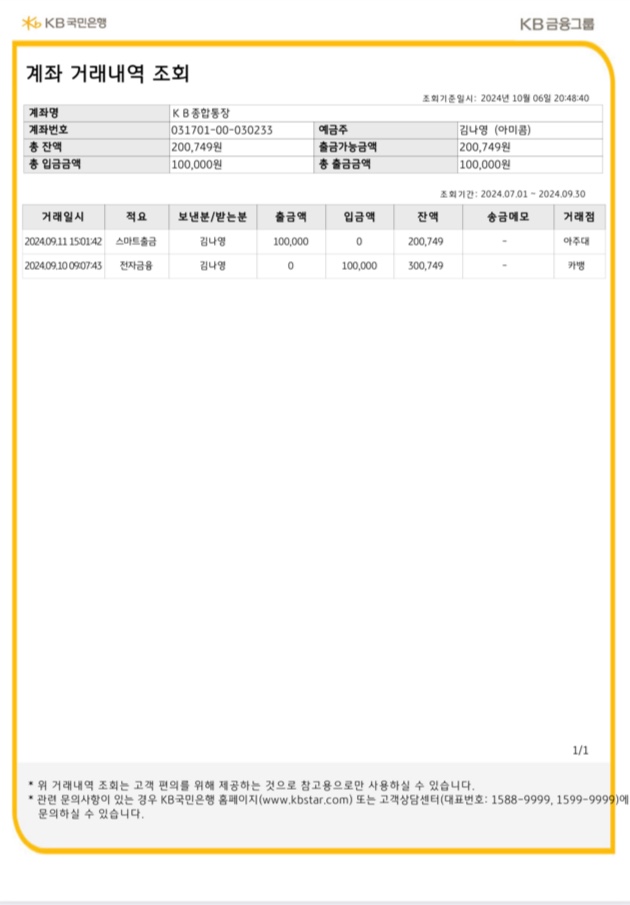 KB국민은행
KB금융그룹
계좌 거래내역 조회
조회기준일시: 2024년 10월 06일 20:48:40
계좌명 KB종합통장
계좌번호 031701-00-030233 예금주 김나영 (아미콤)
총 잔액 200,749원 출금가능금액 200,749원
총 입금금액 100,000원 총 출금금액 100,000원
조회기간: 2024.07.01 ~ 2024.09.30
거래일시 적요 보낸분/받는분 출금액 입금액 잔액 송금메모 거래점
2024.09.11 15:01:42 스마트출금 김나영 100,000 0 200,749 - 아주대
2024.09.10 09:07:43 전자금융 김나영 0 100,000 300,749 - 카뱅
1/1
* 위 거래내역 조회는 고객 편의를 위해 제공하는 것으로 참고용으로만 사용하실 수 있습니다.
* 관련 문의사항이 있는 경우 KB국민은행 홈페이지(www.kbstar.com) 또는 고객상담센터(대표번호: 1588-9999, 1599-9999)에
문의하실 수 있습니다.